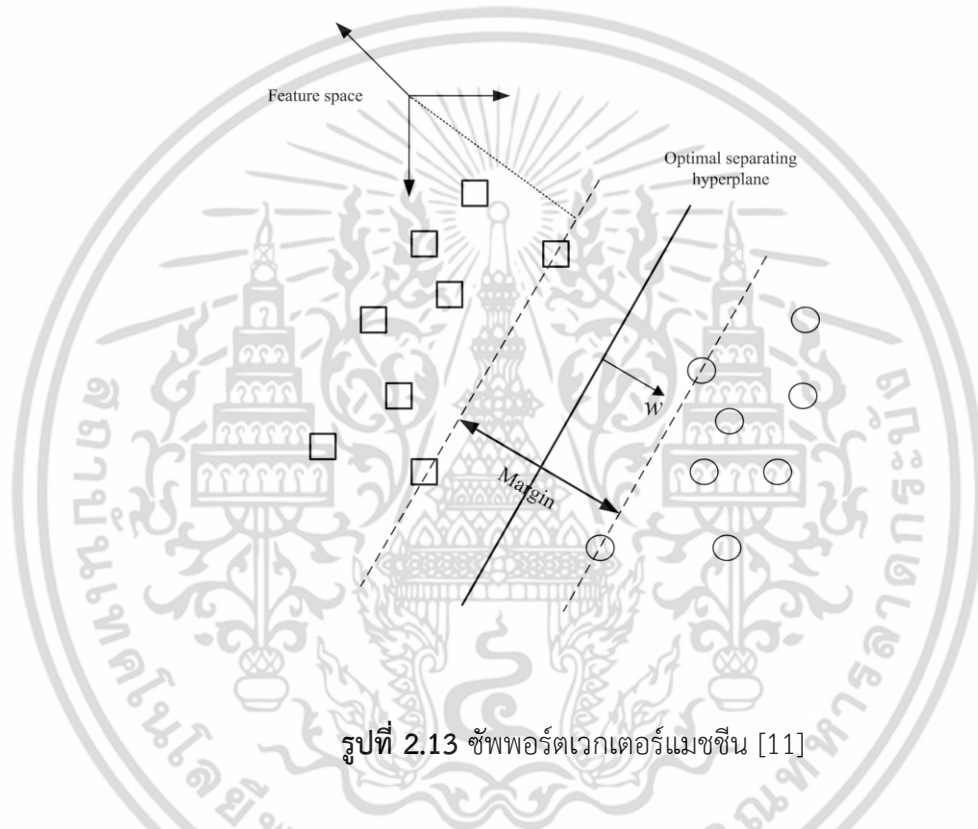 Feature space
Optimal separating
hyperplane
w
Margin
รูปที่ 2.13 ซัพพอร์ตเวกเตอร์แมชชีน [11]